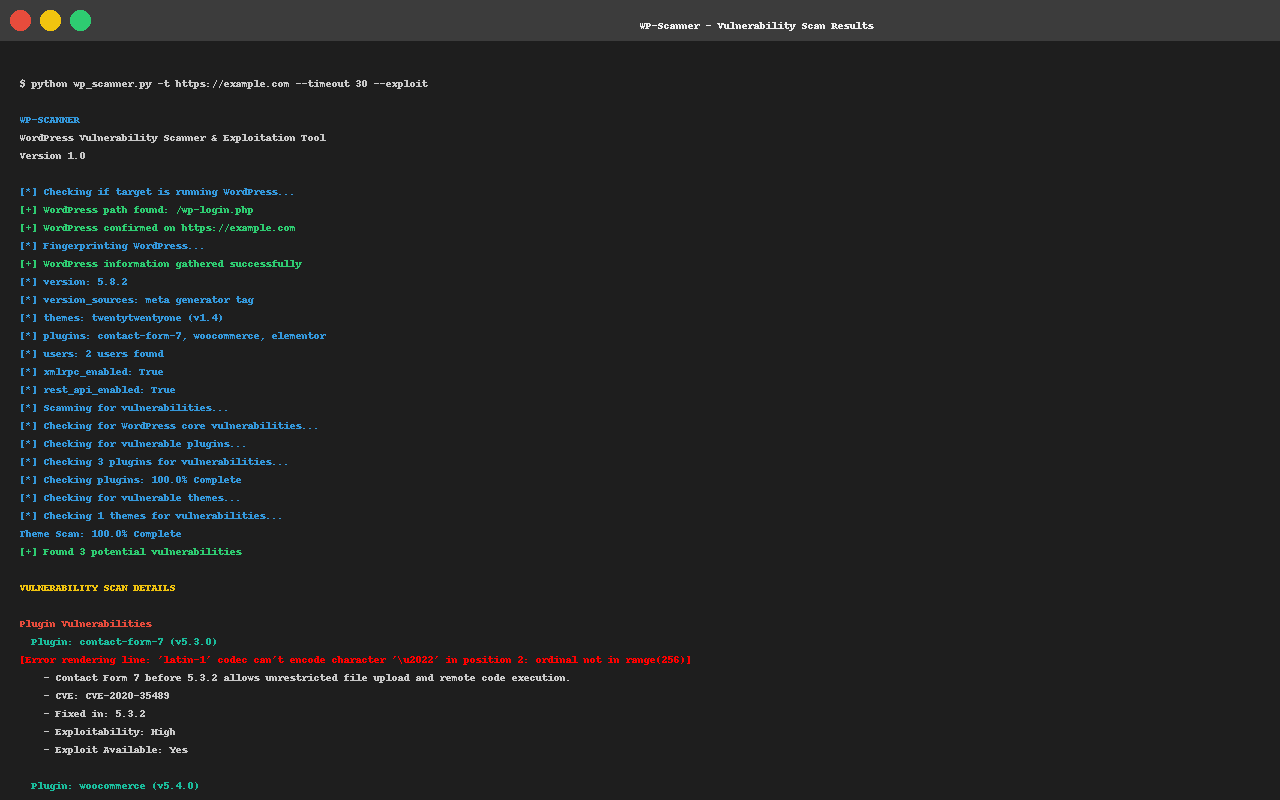 WP-Scanner - Vulnerability Scan Results
$ python wp_scanner.py -t https://example.com --timeout 30 --exploit
WP-SCANNER
WordPress Vulnerability Scanner & Exploitation Tool
Version 1.0
[*] Checking if target is running WordPress...
[+] WordPress path found: /wp-login.php
[+] WordPress confirmed on https://example.com
[*] Fingerprinting WordPress...
[+] WordPress information gathered successfully
[*] version: 5.8.2
[*] version_sources: meta generator tag
[*] themes: twentytwentyone (v1.4)
[*] plugins: contact-form-7, woocommerce, elementor
[*] users: 2 users found
[*] xmlrpc_enabled: True
[*] rest_api_enabled: True
[*] Scanning for vulnerabilities...
[*] Checking for WordPress core vulnerabilities...
[*] Checking for vulnerable plugins...
[*] Checking 3 plugins for vulnerabilities...
[*] Checking plugins: 100.0% Complete
[*] Checking for vulnerable themes...
[*] Checking 1 themes for vulnerabilities...
Theme Scan: 100.0% Complete
[+] Found 3 potential vulnerabilities
VULNERABILITY SCAN DETAILS
Plugin Vulnerabilities
Plugin: contact-form-7 (v5.3.0)
[Error rendering line: 'latin-1' codec can't encode character '\u2022' in position 2: ordinal not in range(256)]
- Contact Form 7 before 5.3.2 allows unrestricted file upload and remote code execution.
- CVE: CVE-2020-35489
- Fixed in: 5.3.2
- Exploitability: High
- Exploit Available: Yes
Plugin: woocommerce (v5.4.0)